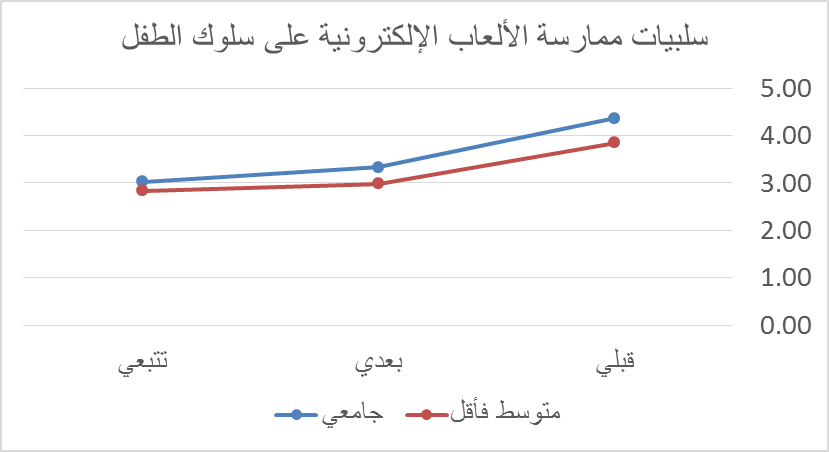 سلبيات ممارسة الألعاب الإلكترونية على سلوك الطفل
5.00
4.00
3.00
2.00
1.00
0.00
قبلي بعدي تتبعي
متوسط فأقل جامعي